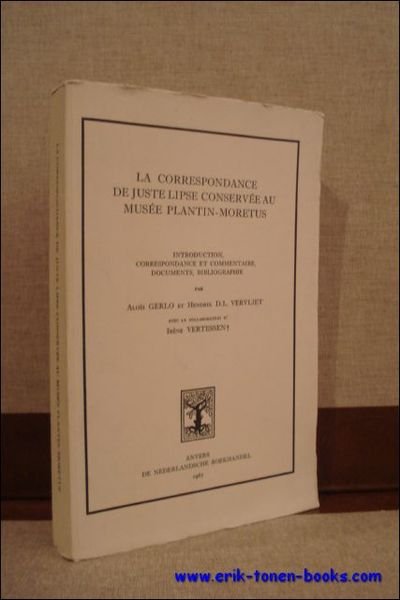 LA CORRESPONDANCE
DE JUSTE LIPSE CONSERVÉE AU
MUSÉE PLANTIN-MORETUS
INTRODUCTION,
CORRESPONDANCE ET COMMENTAIRE,
DOCUMENTS, BIBLIOGRAPHIE
PAR
ALOÏS GERLO ET HENDRIK D.L. VERVLIET
AVEC LA COLLABORATION DE
IRÈNE VERTESSEN†
ANVERS
DE NEDERLANDSCHE BOEKHANDEL
1967
LA CORRESPONDANCE DE JUSTE LIPSE CONSERVÉE AU MUSÉE PLANTIN-MORETUS
www.erik-tonen-books.com